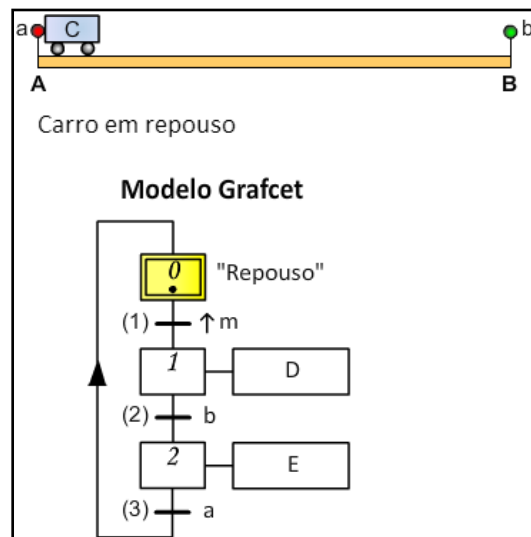 a C b
A B
Carro em repouso
Modelo Grafcet
0 "Repouso"
(1) ↑m
1 D
(2) b
2 E
(3) a